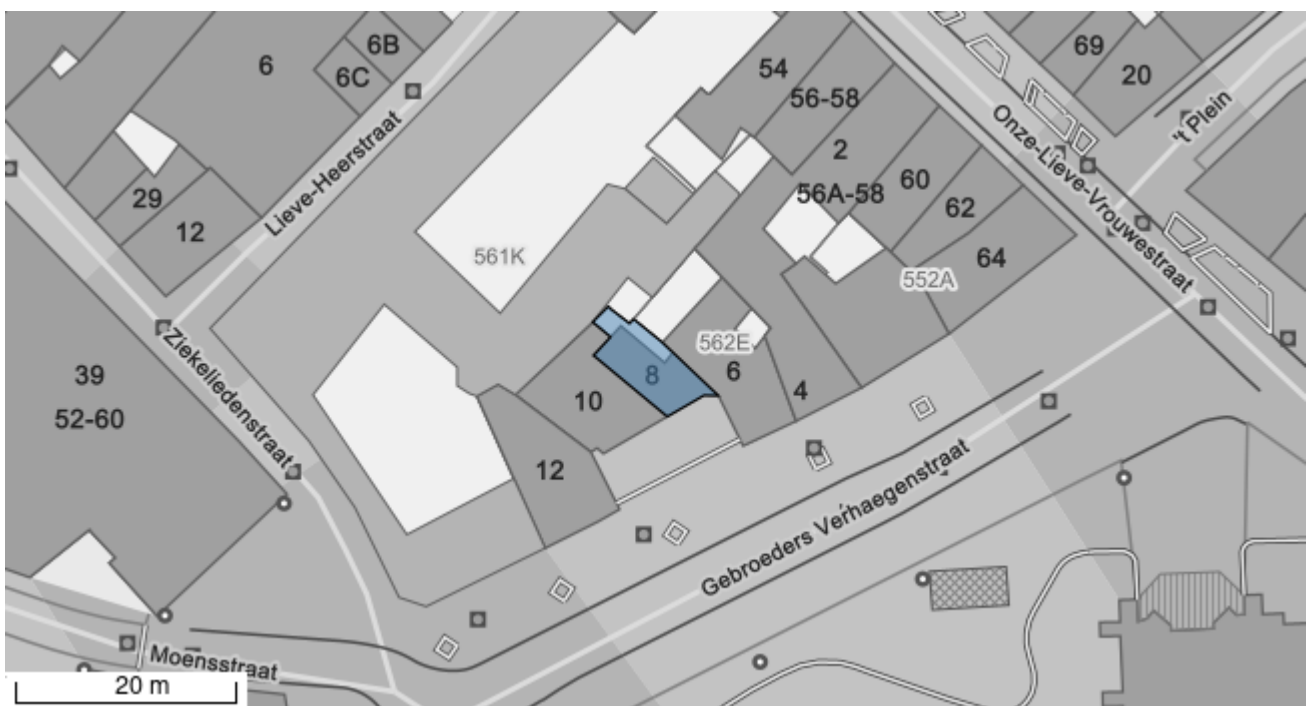 6B
6
6C
54
56-58
69
20
't Plein
Onze-Lieve-Vrouwestraat
Lieve-Heerstraat
2
56A-58
60
62
64
29
12
561K
552A
Ziekeliedenstraat
562E
39
52-60
8
6
10
4
12
Gebroeders Verhaegenstraat
Moensstraat
20 m